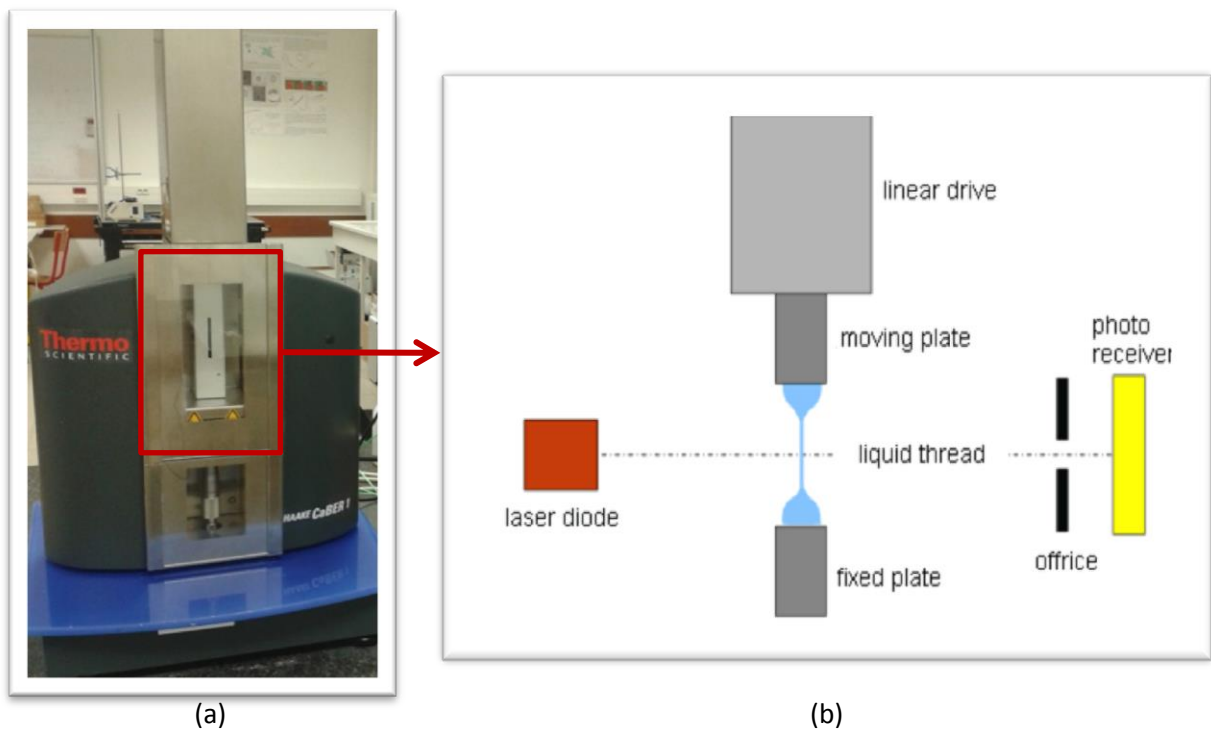 Thermo
SCIENTIFIC
HAAKE CaBER 1
(a)
linear drive
moving plate
photo
receiver
liquid thread
laser diode
offrice
fixed plate
(b)